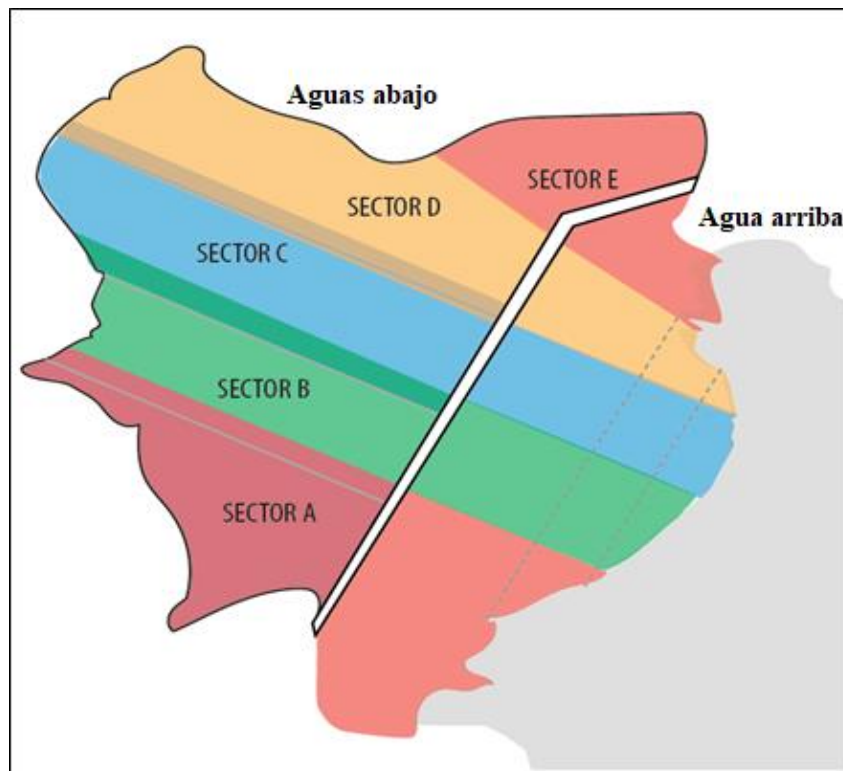 Aguas abajo
SECTOR E
SECTOR D
Agua arriba
SECTOR C
SECTOR B
SECTOR A